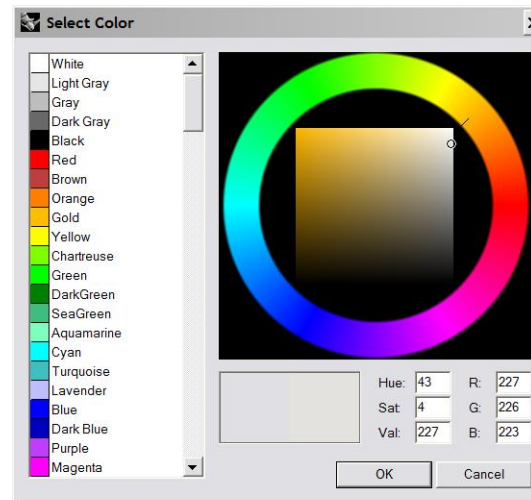 Select Color
White
Light Gray
Gray
Dark Gray
Black
Red
Brown
Orange
Gold
Yellow
Chartreuse
Green
DarkGreen
SeaGreen
Aquamarine
Cyan
Turquoise
Lavender
Blue
Dark Blue
Purple
Magenta
Hue: 43 R: 227
Sat: 4 G: 226
Val: 227 B: 223
OK Cancel